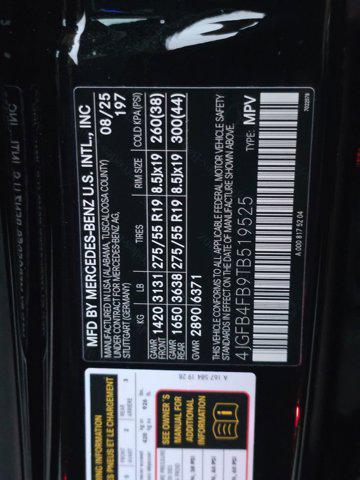 MFD BY MERCEDES-BENZ U.S. INTL., INC
MANUFACTURED IN USA (ALABAMA, TUSCALOOSA COUNTY)
UNDER CONTRACT FOR MERCEDES-BENZ AG,
STUTTGART (GERMANY)
08/25
197
KG LB TIRES RIM SIZE COLD KPA(PSI)
GAWR FRONT 1420 3131 275/55 R19 8.5Jx19 260(38)
GAWR REAR 1650 3638 275/55 R19 8.5Jx19 300(44)
GVWR 2890 6371
THIS VEHICLE CONFORMS TO ALL APPLICABLE FEDERAL MOTOR VEHICLE SAFETY
STANDARDS IN EFFECT ON THE DATE OF MANUFACTURE SHOWN ABOVE.
4JGFB4FB9TB519525 TYPE: MPV
A 000 817 52 04
A 167 584 19 28
SEE OWNER'S
MANUAL FOR
ADDITIONAL
INFORMATION